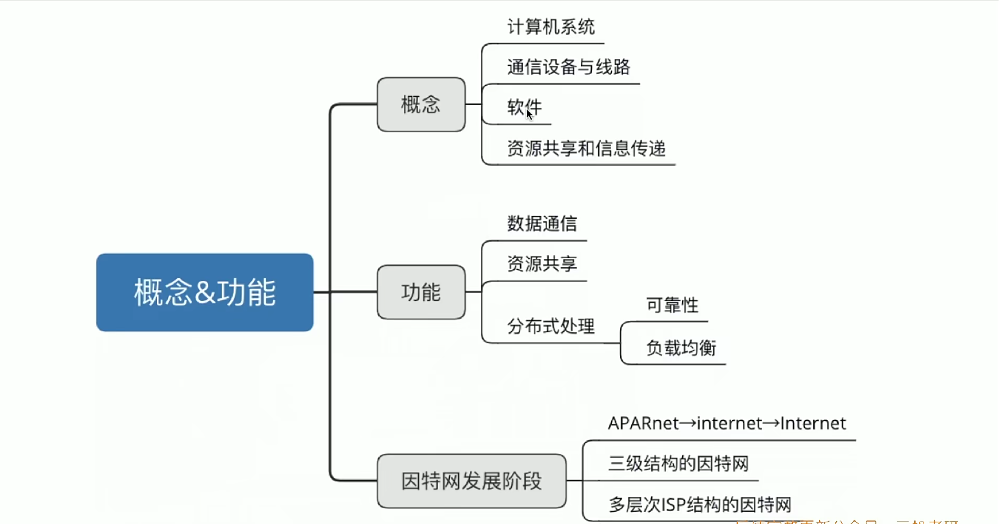 计算机系统
通信设备与线路
概念
软件
资源共享和信息传递
数据通信
资源共享
概念&功能
功能
可靠性
分布式处理
负载均衡
APARnet→internet→Internet
三级结构的因特网
因特网发展阶段
多层次ISP结构的因特网